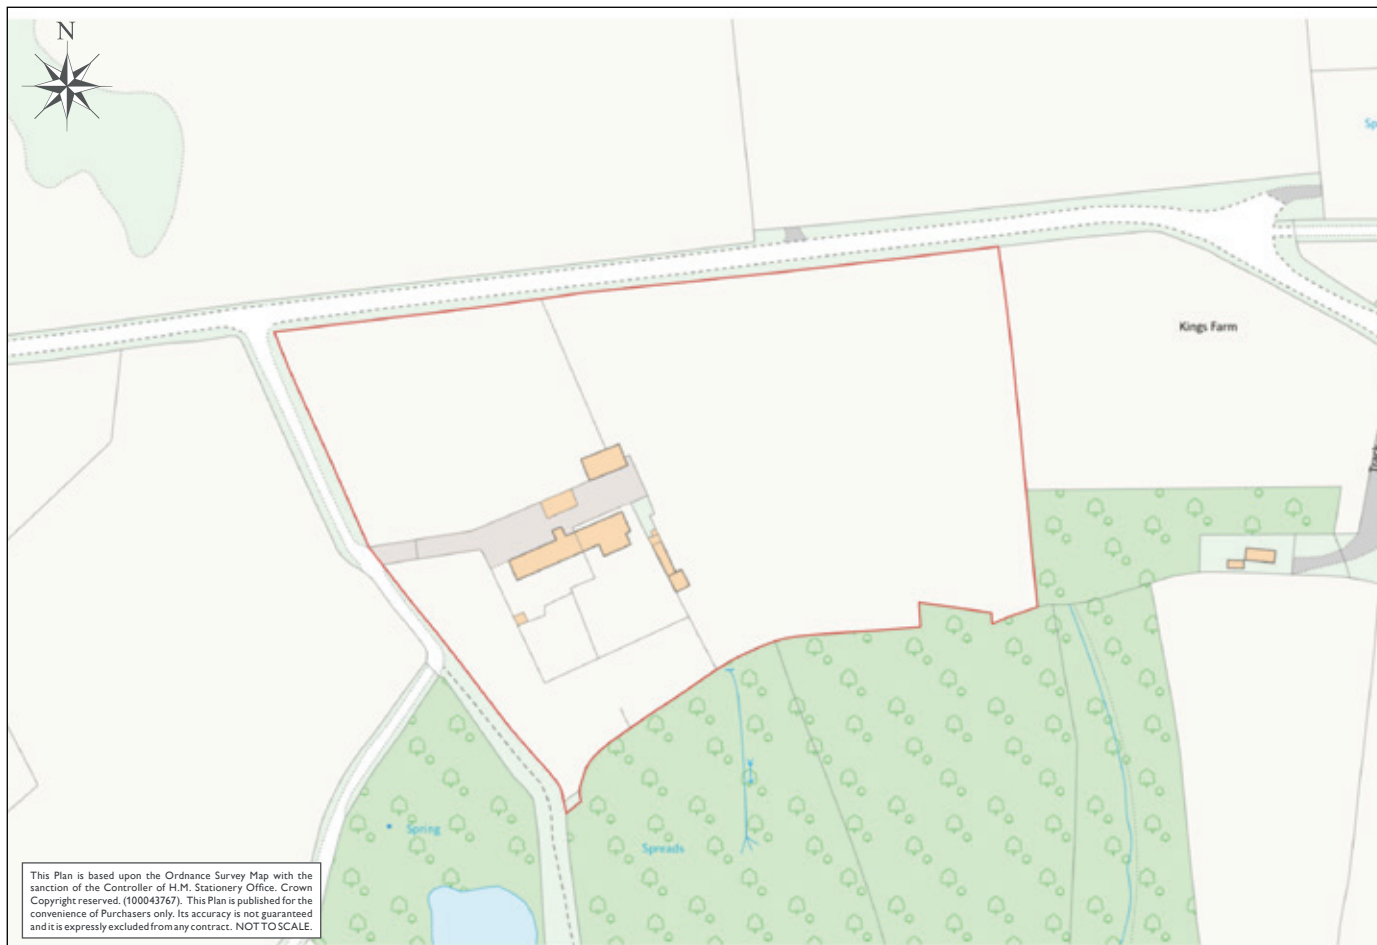 N
Sp
Kings Farm
Track
Spring
Spreads
This Plan is based upon the Ordnance Survey Map with the
sanction of the Controller of H.M. Stationery Office. Crown
Copyright reserved. (100043767). This Plan is published for the
convenience of Purchasers only. Its accuracy is not guaranteed
and it is expressly excluded from any contract. NOT TO SCALE.